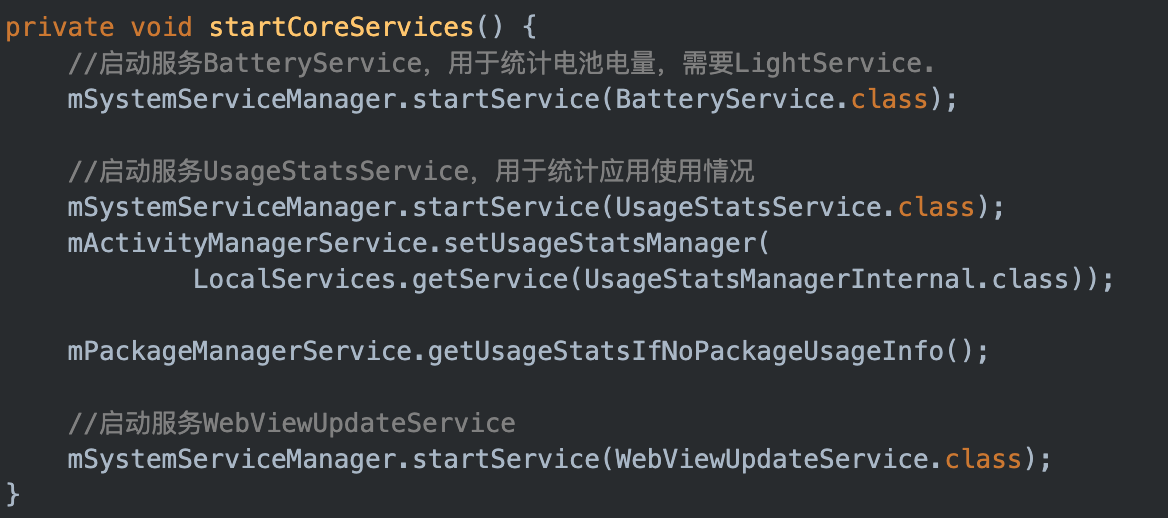 private void startCoreServices() {
    //启动服务BatteryService，用于统计电池电量，需要LightService.
    mSystemServiceManager.startService(BatteryService.class);

    //启动服务UsageStatsService，用于统计应用使用情况
    mSystemServiceManager.startService(UsageStatsService.class);
    mActivityManagerService.setUsageStatsManager(
            LocalServices.getService(UsageStatsManagerInternal.class));

    mPackageManagerService.getUsageStatsIfNoPackageUsageInfo();

    //启动服务WebViewUpdateService
    mSystemServiceManager.startService(WebViewUpdateService.class);
}